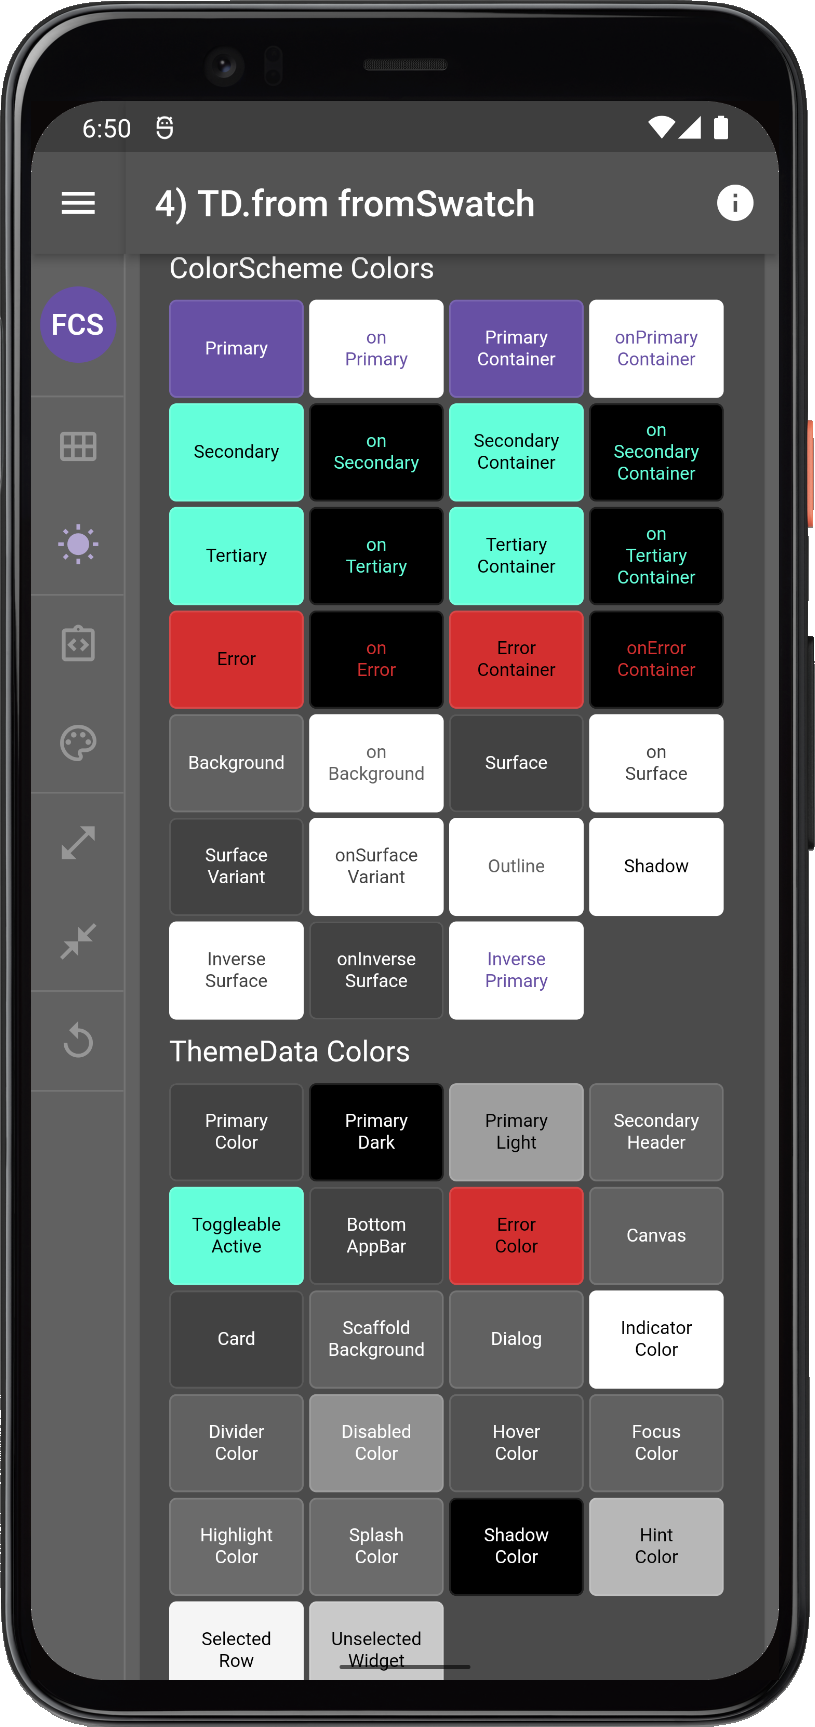 6:50
4) TD.from fromSwatch
FCS
ColorScheme Colors
Primary
on
Primary
Primary
Container
onPrimary
Container
Secondary
on
Secondary
Secondary
Container
on
Secondary
Container
Tertiary
on
Tertiary
Tertiary
Container
on
Tertiary
Container
Error
on
Error
Error
Container
onError
Container
Background
on
Background
Surface
on
Surface
Surface
Variant
onSurface
Variant
Outline
Shadow
Inverse
Surface
onInverse
Surface
Inverse
Primary
ThemeData Colors
Primary
Color
Primary
Dark
Primary
Light
Secondary
Header
Toggleable
Active
Bottom
AppBar
Error
Color
Canvas
Card
Scaffold
Background
Dialog
Indicator
Color
Divider
Color
Disabled
Color
Hover
Color
Focus
Color
Highlight
Color
Splash
Color
Shadow
Color
Hint
Color
Selected
Row
Unselected
Widget